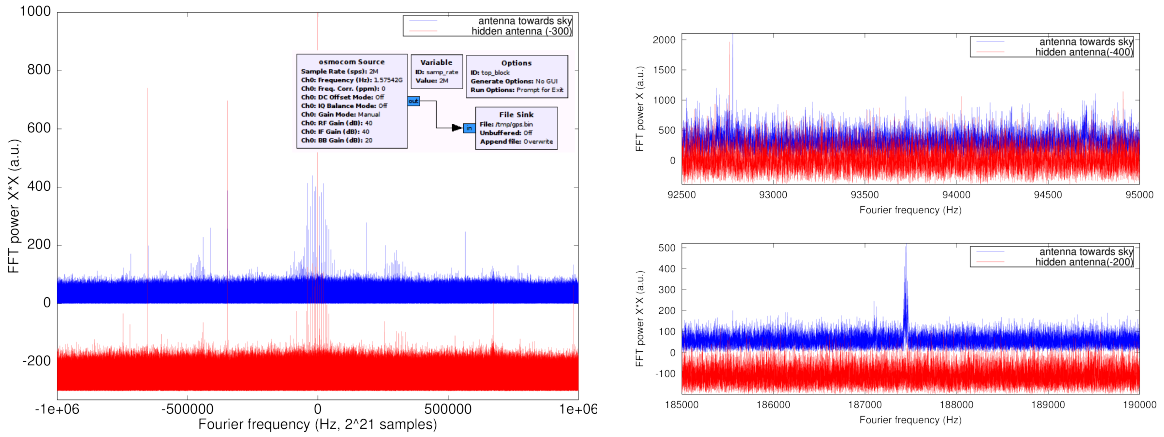 FFT power X*X (a.u.)
1000
800
600
400
200
0
-200
-1e+06
-500000
0
500000
1e+06
Fourier frequency (Hz, 2^21 samples)
antenna towards sky
hidden antenna (-300)
osmocom Source
Sample Rate (sps): 2M
Ch0: Frequency (Hz): 1.57542G
Ch0: Freq. Corr. (ppm): 0
Ch0: DC Offset Mode: Off
Ch0: IQ Balance Mode: Off
Ch0: Gain Mode: Manual
Ch0: RF Gain (dB): 40
Ch0: IF Gain (dB): 40
Ch0: BB Gain (dB): 20
out
Variable
ID: samp_rate
Value: 2M
Options
ID: top_block
Generate Options: No GUI
Run Options: Prompt for Exit
in
File Sink
File: /tmp/gps.bin
Unbuffered: Off
Append file: Overwrite
FFT power X (a.u.)
2000
1500
1000
500
0
92500
93000
93500
94000
94500
95000
Fourier frequency (Hz)
antenna towards sky
hidden antenna(-400)
FFT power X*X (a.u.)
500
400
300
200
100
0
-100
185000
186000
187000
188000
189000
190000
Fourier frequency (Hz)
antenna towards sky
hidden antenna(-200)